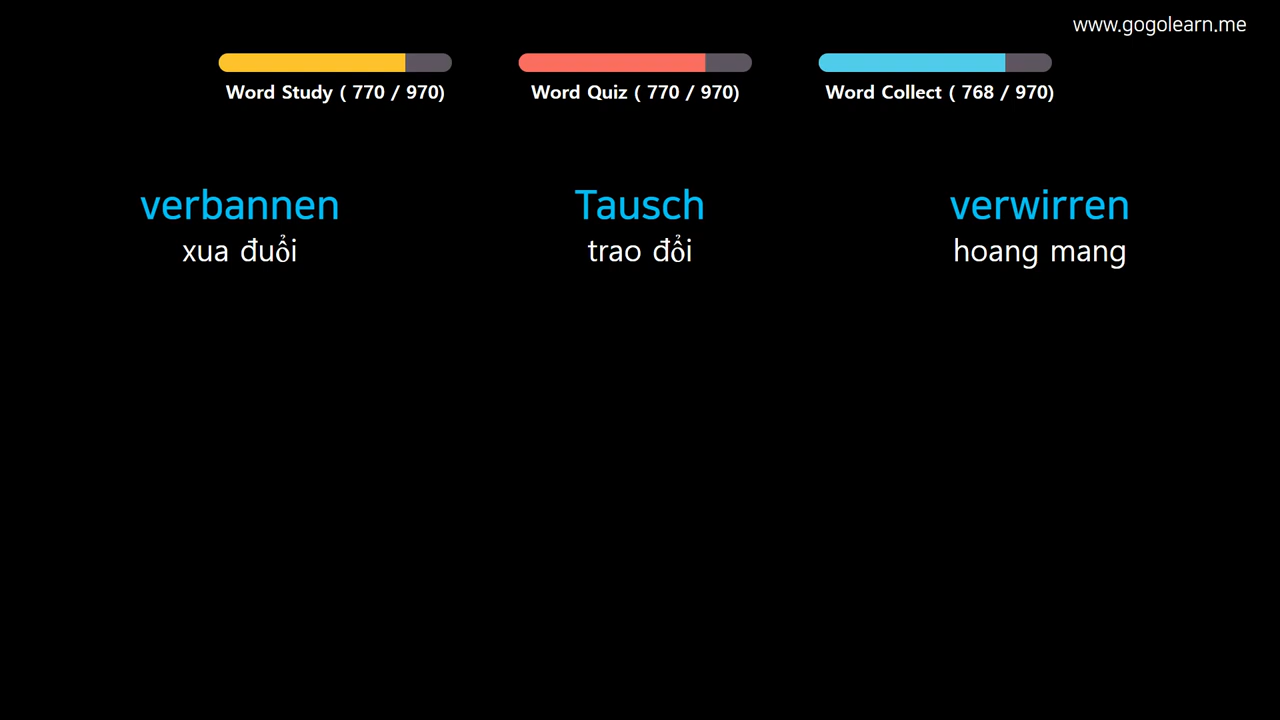 www.gogolearn.me
Word Study ( 770 / 970)
Word Quiz ( 770 / 970)
Word Collect ( 768 / 970)
verbannen
xua đuổi
Tausch
trao đổi
verwirren
hoang mang